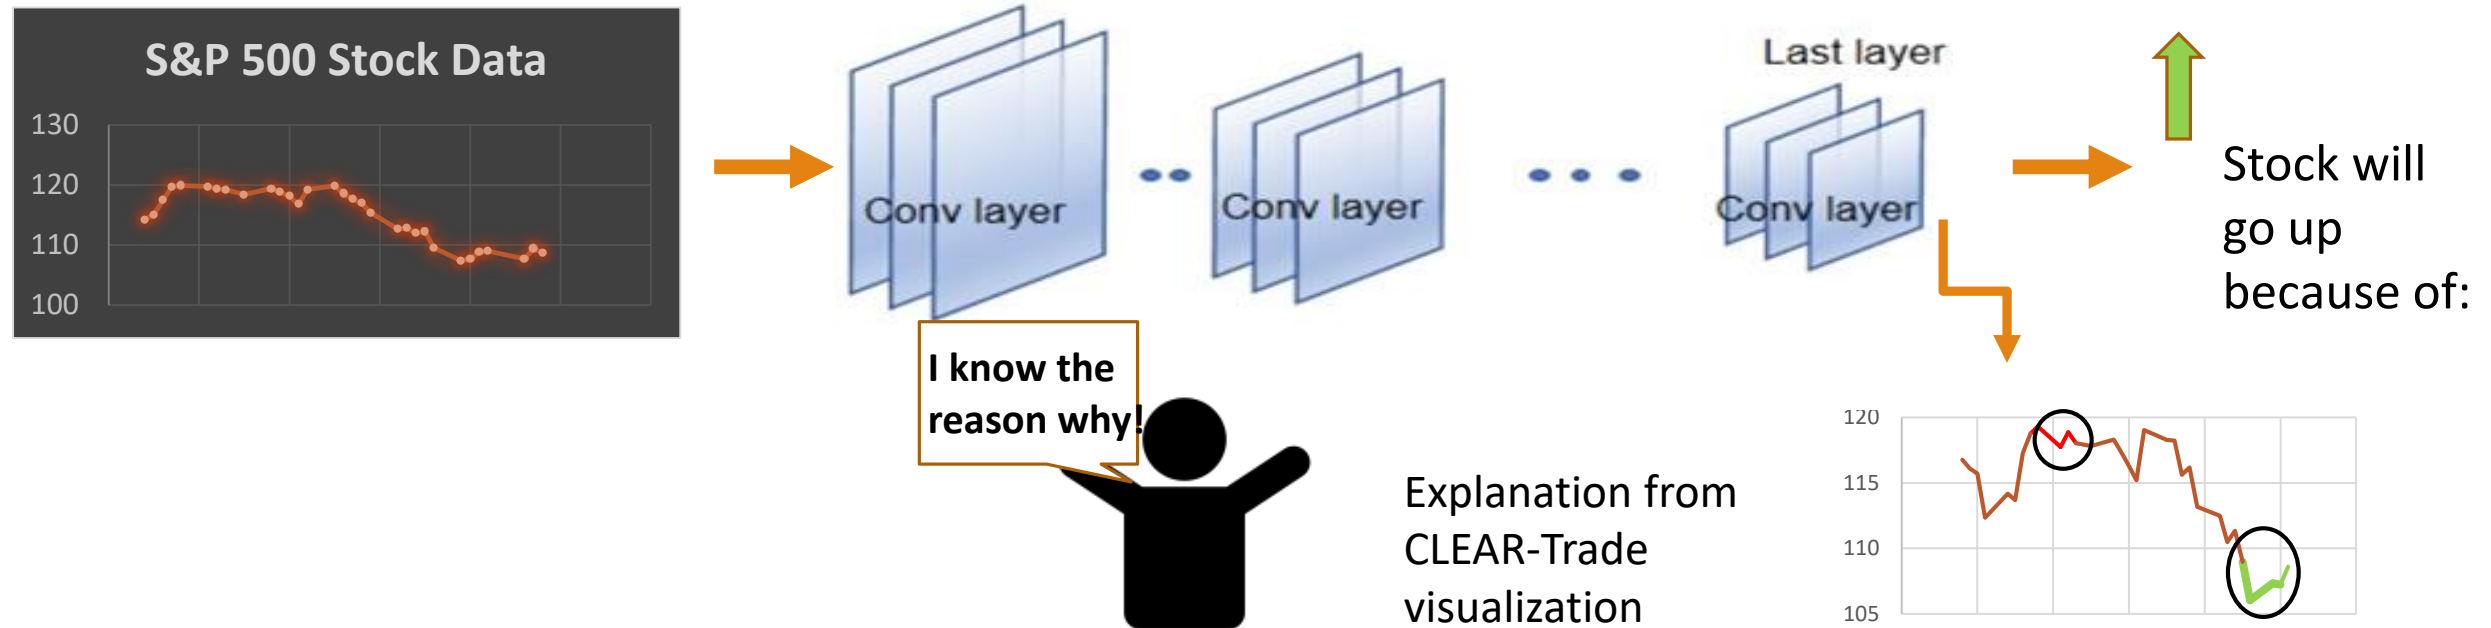 S&P 500 Stock Data
130
120
110
100
Conv layer
Conv layer
Last layer
Conv layer
Stock will
go up
because of:
I know the
reason why!
Explanation from
CLEAR-Trade
visualization
120
115
110
105